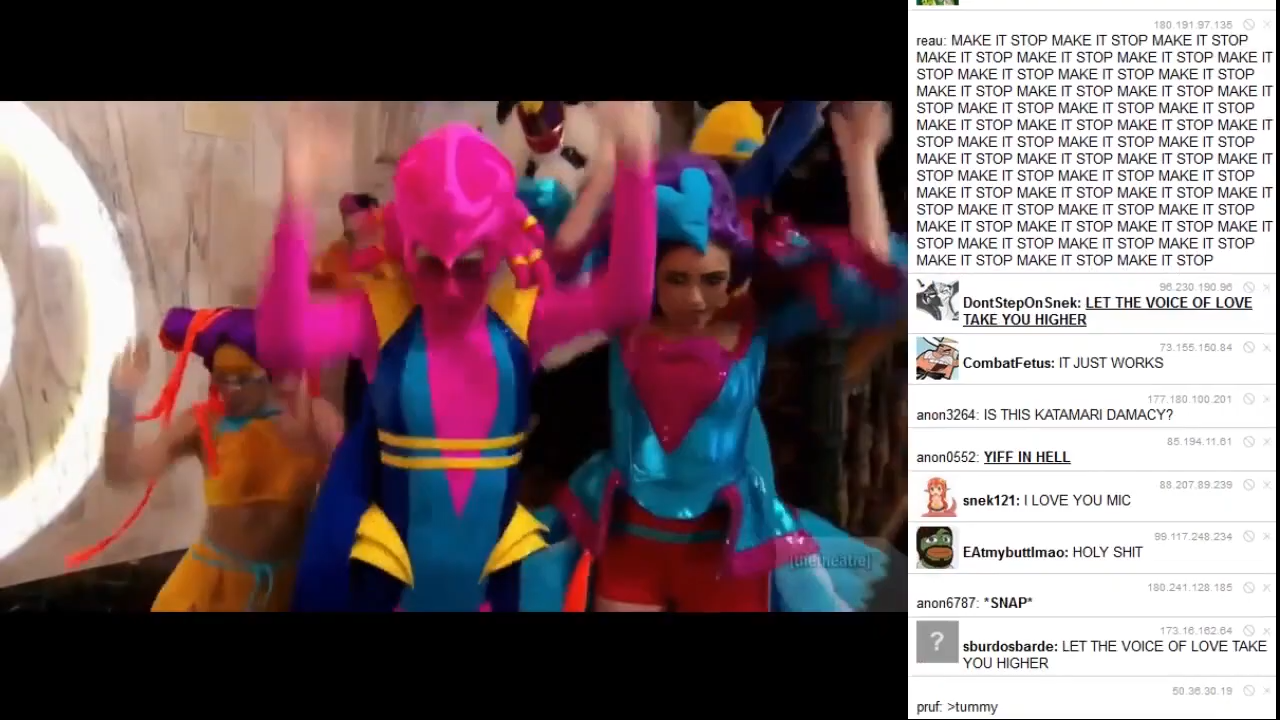 180.191.97.135
reau: MAKE IT STOP MAKE IT STOP MAKE IT STOP
MAKE IT STOP MAKE IT STOP MAKE IT STOP MAKE IT
STOP MAKE IT STOP MAKE IT STOP MAKE IT STOP
MAKE IT STOP MAKE IT STOP MAKE IT STOP MAKE IT
STOP MAKE IT STOP MAKE IT STOP MAKE IT STOP
MAKE IT STOP MAKE IT STOP MAKE IT STOP MAKE IT
STOP MAKE IT STOP MAKE IT STOP MAKE IT STOP
MAKE IT STOP MAKE IT STOP MAKE IT STOP MAKE IT
STOP MAKE IT STOP MAKE IT STOP MAKE IT STOP
MAKE IT STOP MAKE IT STOP MAKE IT STOP MAKE IT
STOP MAKE IT STOP MAKE IT STOP MAKE IT STOP
MAKE IT STOP MAKE IT STOP MAKE IT STOP MAKE IT
STOP MAKE IT STOP MAKE IT STOP MAKE IT STOP
MAKE IT STOP MAKE IT STOP MAKE IT STOP
96.230.190.96
DontStepOnSnek: LET THE VOICE OF LOVE
TAKE YOU HIGHER
73.155.150.84
CombatFetus: IT JUST WORKS
177.180.100.201
anon3264: IS THIS KATAMARI DAMACY?
85.194.11.61
anon0552: YIFF IN HELL
88.207.89.239
snek121: I LOVE YOU MIC
99.117.248.234
EAtmybuttlmao: HOLY SHIT
180.241.128.185
anon6787: *SNAP*
173.16.162.64
sburdosbarde: LET THE VOICE OF LOVE TAKE
YOU HIGHER
50.36.30.19
pruf: >tummy
[thetheatre]